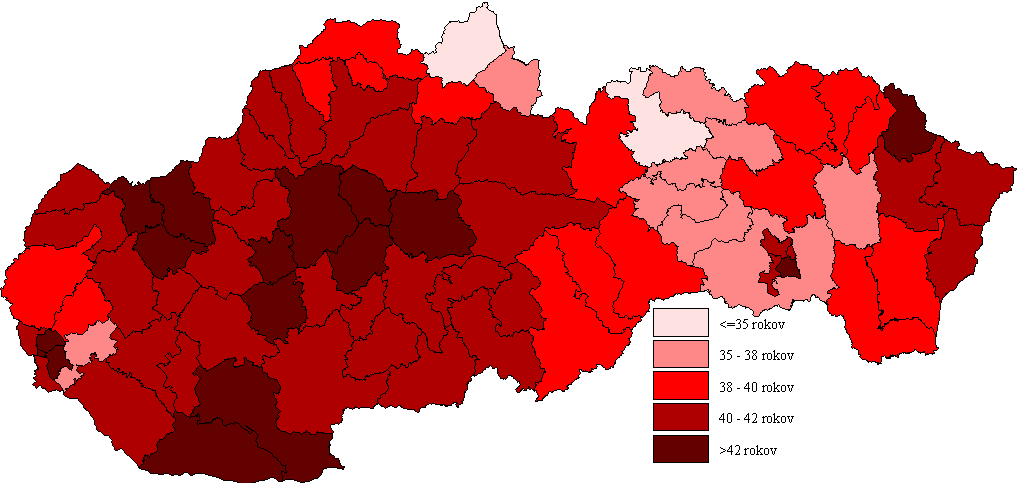 <=35 rokov
35 - 38 rokov
38 - 40 rokov
40 - 42 rokov
>42 rokov